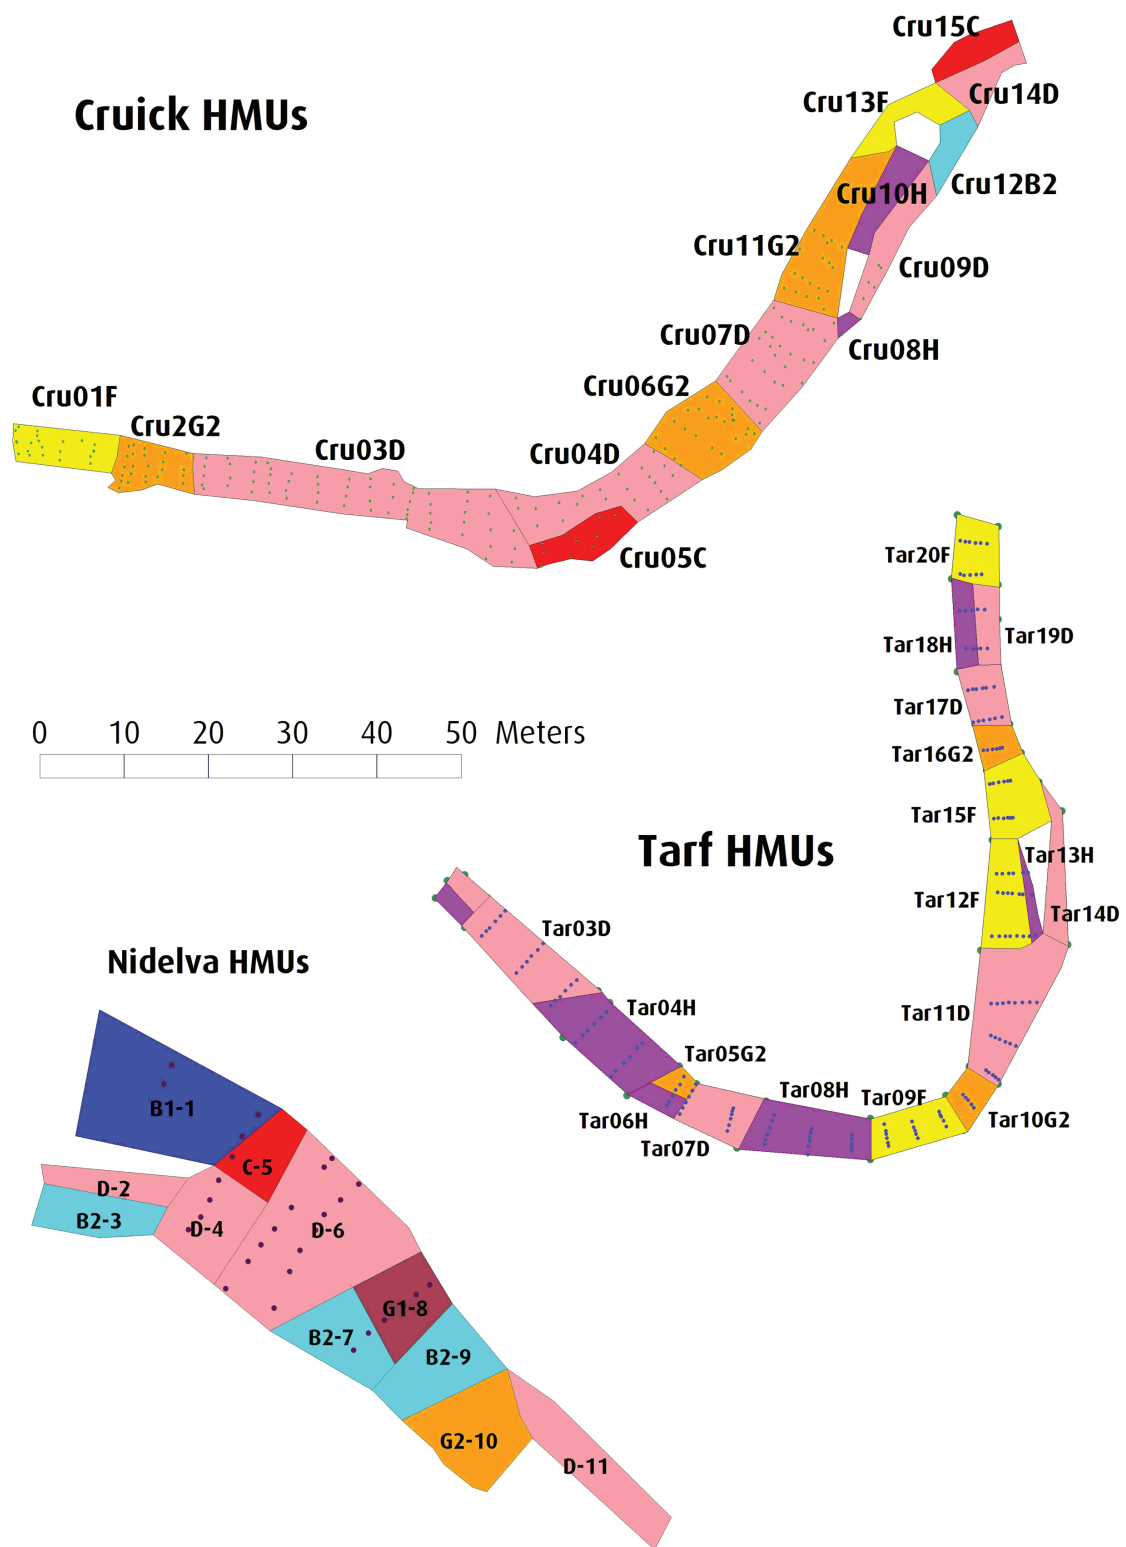 Cru15C
Cruick HMUs
Cru13F
Cru14D
Cru12B2
Cru10H
Cru11G2
Cru09D
Cru07D
Cru08H
Cru06G2
Cru01F
Cru2G2
Cru03D
Cru04D
Cru05C
Tar20F
Tar18H
Tar19D
Tar17D
Tar16G2
0 10 20 30 40 50 Meters
Tar15F
Tarf HMUs
Tar13H
Tar12F
Tar14D
Tar03D
Tar04H
Tar11D
Tar05G2
Tar08H
Tar09F
Tar06H
Tar07D
Tar10G2
Nidelva HMUs
B1-1
C-5
D-2
B2-3
D-4
D-6
G1-8
B2-7
B2-9
G2-10
D-11